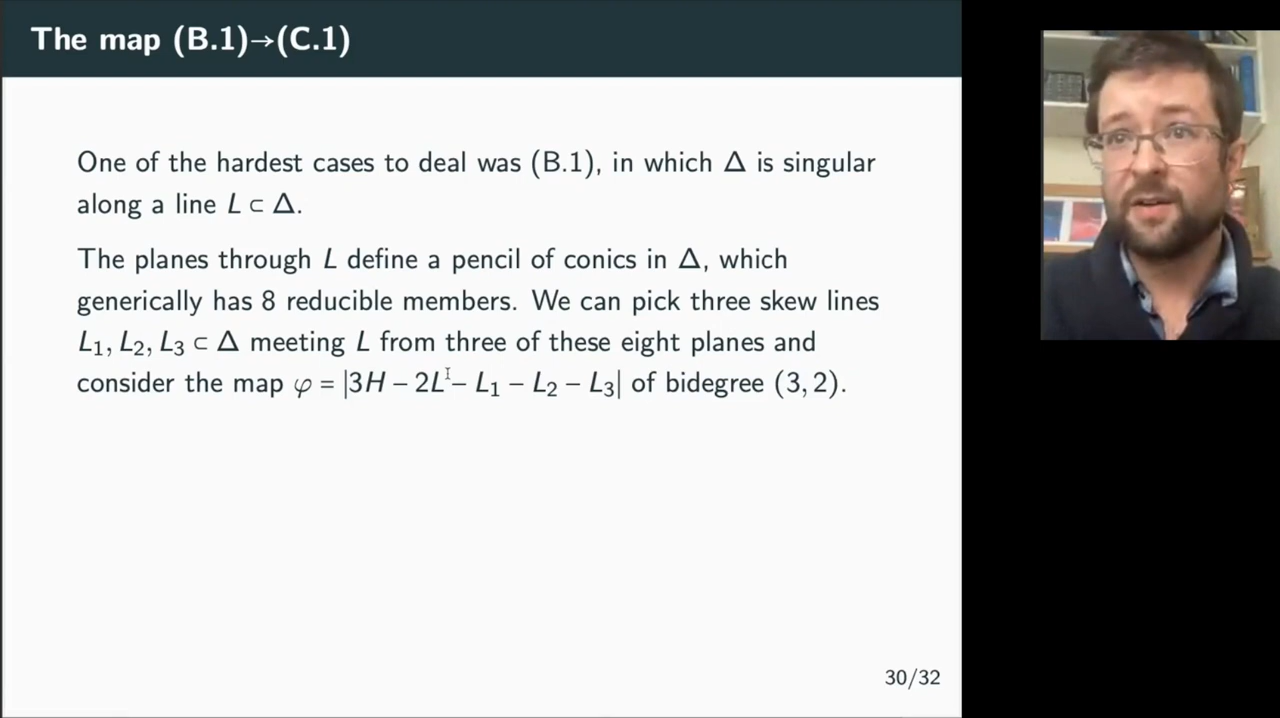 The map (B.1)→(C.1)
One of the hardest cases to deal was (B.1), in which Δ is singular
along a line L ⊂ Δ.
The planes through L define a pencil of conics in Δ, which
generically has 8 reducible members. We can pick three skew lines
L₁, L₂, L₃ ⊂ Δ meeting L from three of these eight planes and
consider the map φ = |3H − 2L − L₁ − L₂ − L₃| of bidegree (3, 2).
30/32